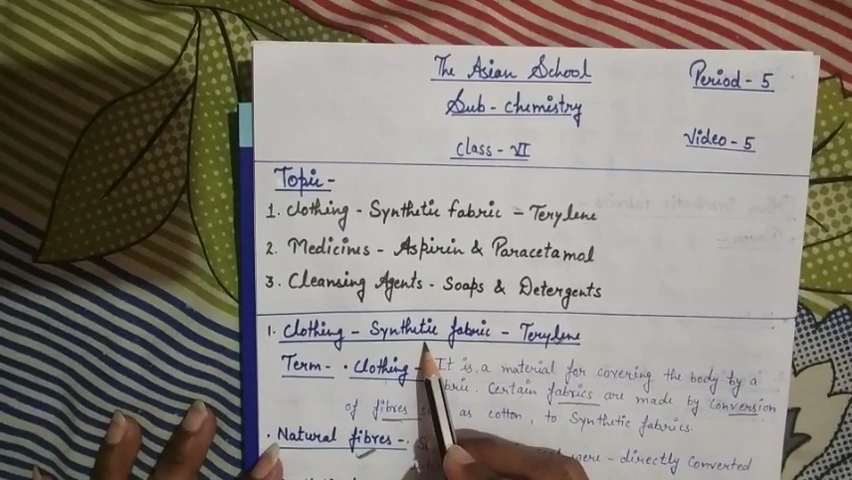 The Asian School
Period - 5
Sub - chemistry
Video - 5
Class - VI
Topic -
1. Clothing - Synthetic fabric - Terylene
2. Medicines - Aspirin & Paracetamol
3. Cleansing Agents - Soaps & Detergents
1. Clothing - Synthetic fabric - Terylene
Term - • Clothing - It is a material for covering the body by a
Certain fabrics are made by conversion
of fibres as cotton, to Synthetic fabrics.
• Natural fibres -
were - directly converted